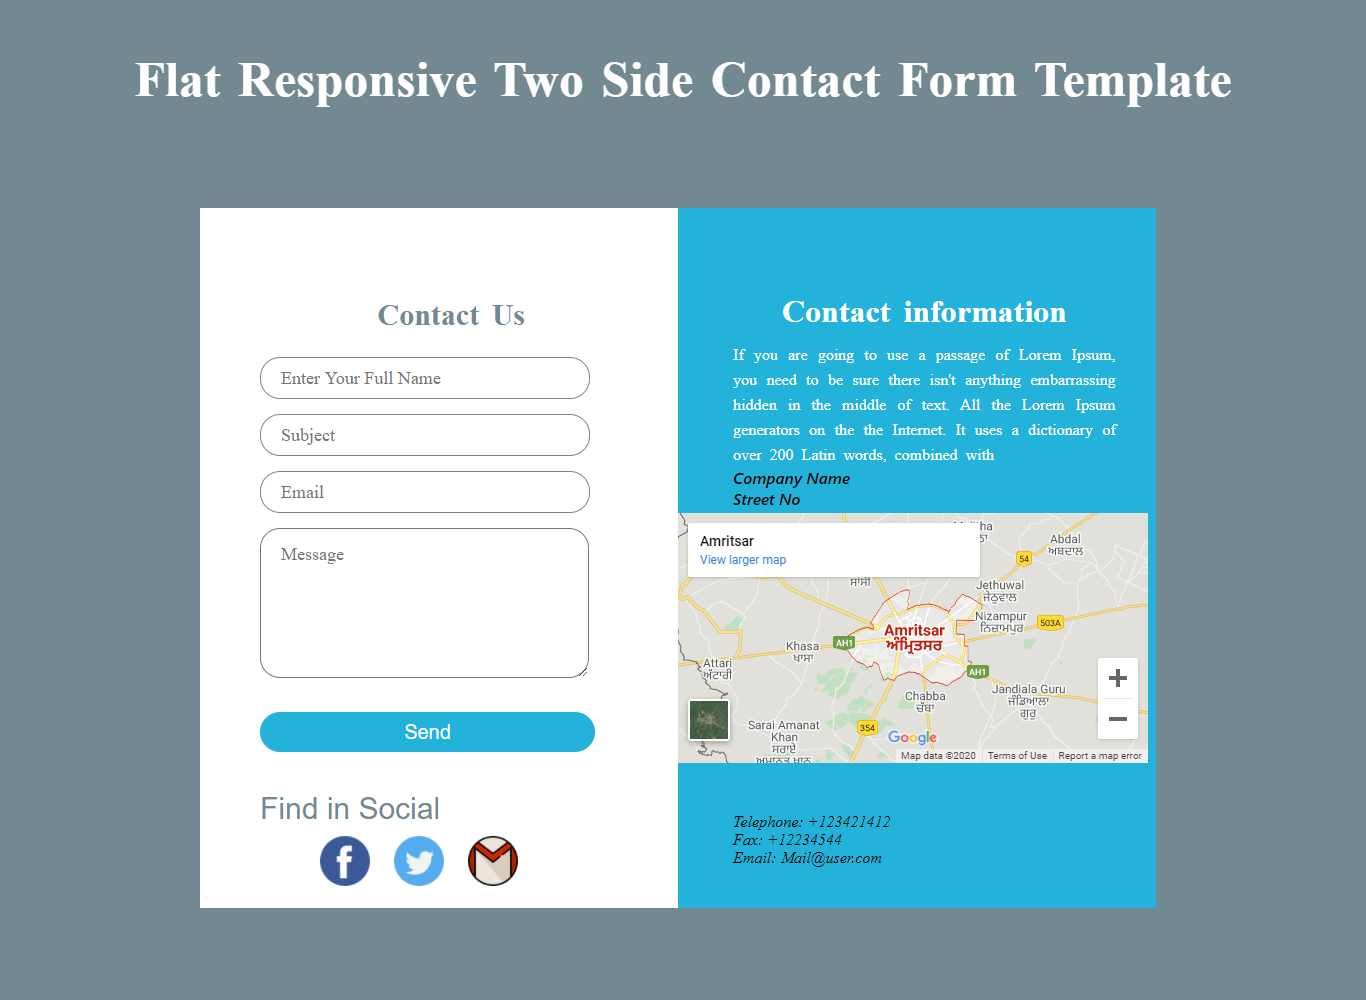 Flat Responsive Two Side Contact Form Template
Contact Us
Enter Your Full Name
Subject
Email
Message
Send
Find in Social
Contact information
If you are going to use a passage of Lorem Ipsum,
you need to be sure there isn't anything embarrassing
hidden in the middle of text. All the Lorem Ipsum
generators on the the Internet. It uses a dictionary of
over 200 Latin words, combined with
Company Name
Street No
Amritsar
View larger map
Abdal
ਅਬਦਾਲ
54
Jethuwal
ਜੇਠੂਵਾਲ
Nizampur
ਨਿਜ਼ਾਮਪੁਰ
503A
Amritsar
ਅੰਮ੍ਰਿਤਸਰ
AH1
Khasa
ਖਾਸਾ
Attari
ਅੱਟਾਰੀ
AH1
Chabba
ਚੱਬਾ
Jandiala Guru
ਜੰਡਿਆਲਾ
ਗੁਰੂ
Sarai Amanat
Khan
ਸਰਾਏ
ਅਮਾਨਤ ਖਾਨ
354
Google
Map data ©2020
Terms of Use
Report a map error
Telephone: +123421412
Fax: +12234544
Email: Mail@user.com